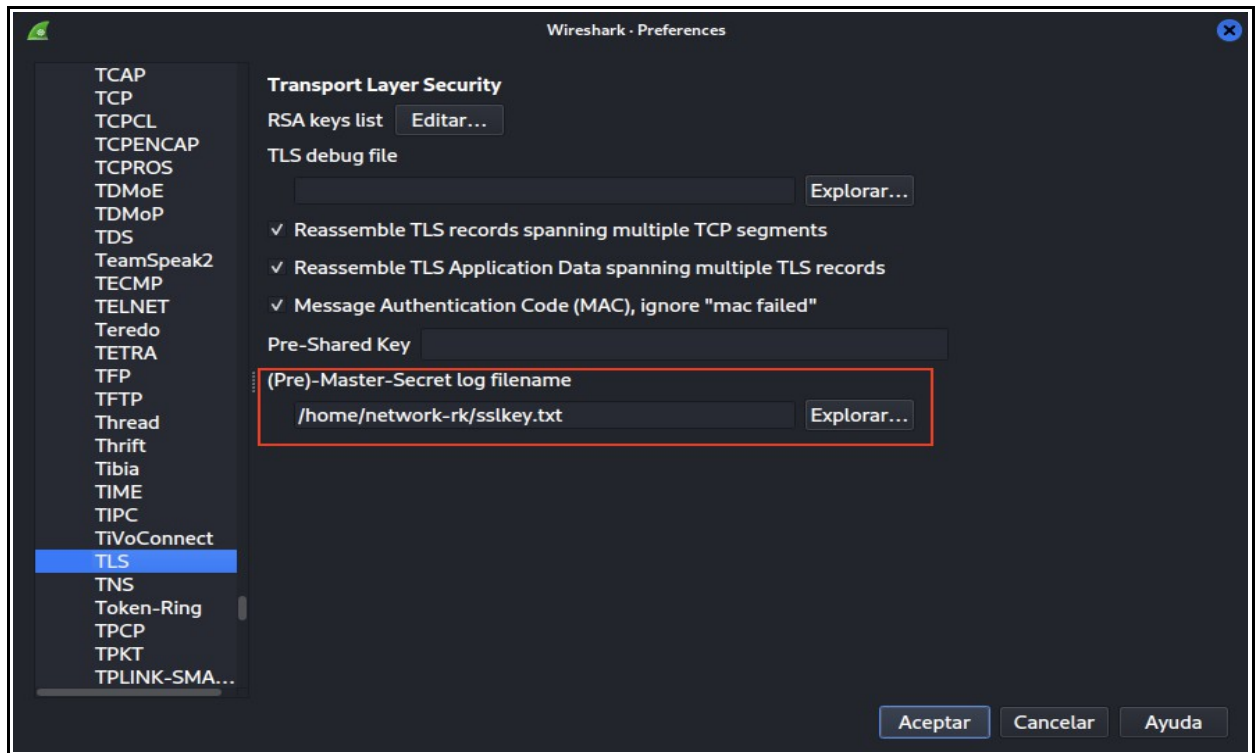 Wireshark · Preferences
TCAP
TCP
TCPCL
TCPENCAP
TCPROS
TDMoE
TDMoP
TDS
TeamSpeak2
TECMP
TELNET
Teredo
TETRA
TFP
TFTP
Thread
Thrift
Tibia
TIME
TIPC
TiVoConnect
TLS
TNS
Token-Ring
TPCP
TPKT
TPLINK-SMA...
Transport Layer Security
RSA keys list Editar...
TLS debug file
Explorar...
Reassemble TLS records spanning multiple TCP segments
Reassemble TLS Application Data spanning multiple TLS records
Message Authentication Code (MAC), ignore "mac failed"
Pre-Shared Key
(Pre)-Master-Secret log filename
/home/network-rk/sslkey.txt Explorar...
Aceptar Cancelar Ayuda